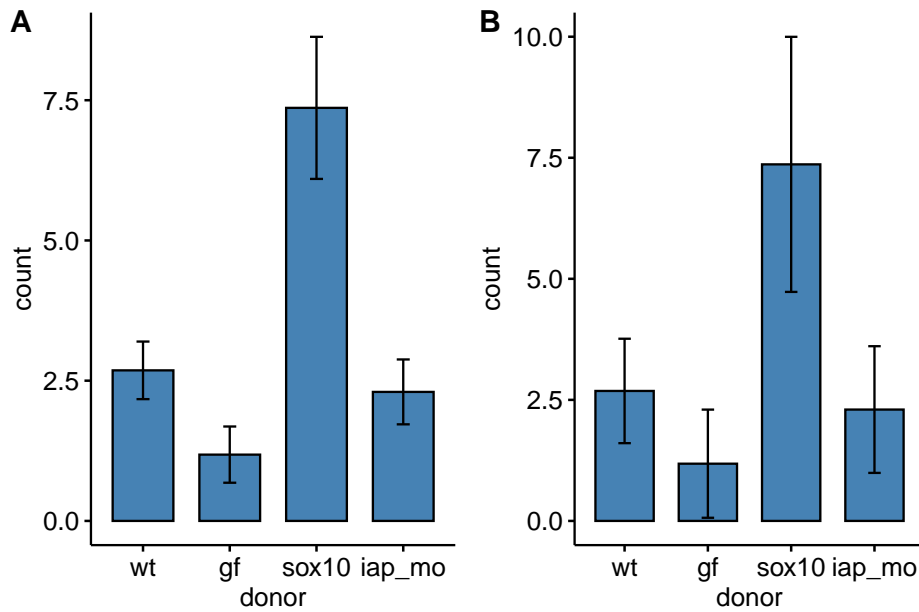 A
count
7.5
5.0
2.5
0.0
wt gf sox10 iap_mo
donor
B
count
10.0
7.5
5.0
2.5
0.0
wt gf sox10 iap_mo
donor